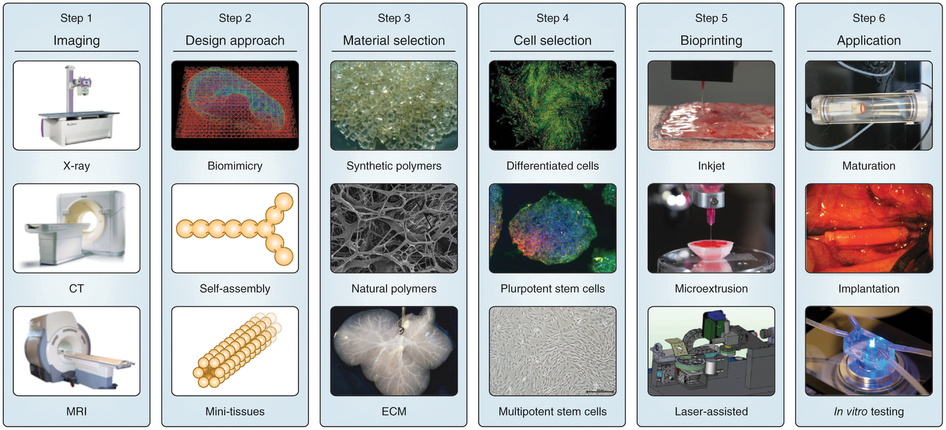 Step 1
Imaging
X-ray
CT
MRI
Step 2
Design approach
Biomimicry
Self-assembly
Mini-tissues
Step 3
Material selection
Synthetic polymers
Natural polymers
ECM
Step 4
Cell selection
Differentiated cells
Plurpotent stem cells
Multipotent stem cells
Step 5
Bioprinting
Inkjet
Microextrusion
Laser-assisted
Step 6
Application
Maturation
Implantation
In vitro testing